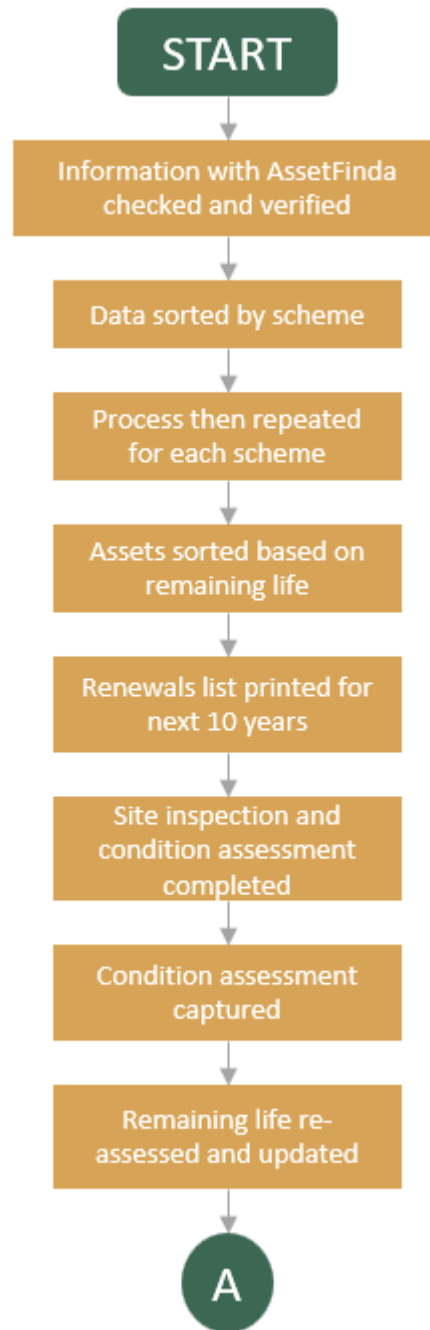 START
Information with AssetFinda
checked and verified
Data sorted by scheme
Process then repeated
for each scheme
Assets sorted based on
remaining life
Renewals list printed for
next 10 years
Site inspection and
condition assessment
completed
Condition assessment
captured
Remaining life re-
assessed and updated
A